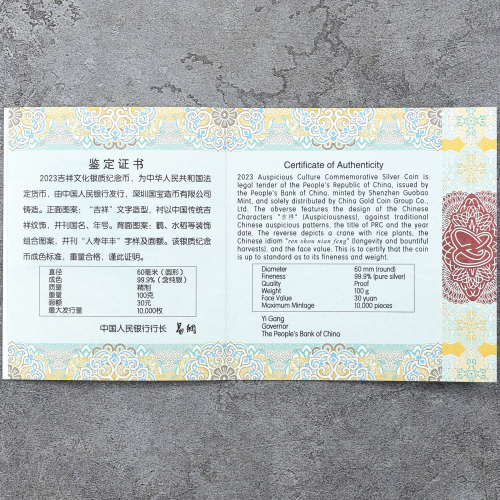 鉴定证书
2023吉祥文化银质纪念币，为中华人民共和国法
定货币，由中国人民银行发行，深圳国宝造币有限公司
铸造。正面图案：“吉祥”文字造型，衬以中国传统吉
祥纹饰，并刊国名、年号。背面图案：鹤、水稻等装饰
组合图案，并刊“人寿年丰”字样及面额。该银质纪念
币成色标准，重量合格，谨此证明。
直径 60毫米（圆形）
成色 99.9%（含纯银）
质量 精制
重量 100克
面额 30元
最大发行量 10,000枚
中国人民银行行长 易纲
Certificate of Authenticity
2023 Auspicious Culture Commemorative Silver Coin is
legal tender of the People's Republic of China, issued
by the People's Bank of China, minted by Shenzhen Guobao
Mint, and solely distributed by China Gold Coin Group Co.,
Ltd. The obverse features the design of the Chinese
Characters "吉祥" (Auspiciousness), against traditional
Chinese auspicious patterns, the title of PRC and the year
date. The reverse depicts a crane with rice plants, the
Chinese idiom "ren shou nian feng" (longevity and bountiful
harvests), and the face value. This is to certify that the coin
is up to standard as to its fineness and weight.
Diameter 60 mm (round)
Fineness 99.9% (pure silver)
Quality Proof
Weight 100 g
Face Value 30 yuan
Maximum Mintage 10,000 pieces
Yi Gang
Governor
The People's Bank of China